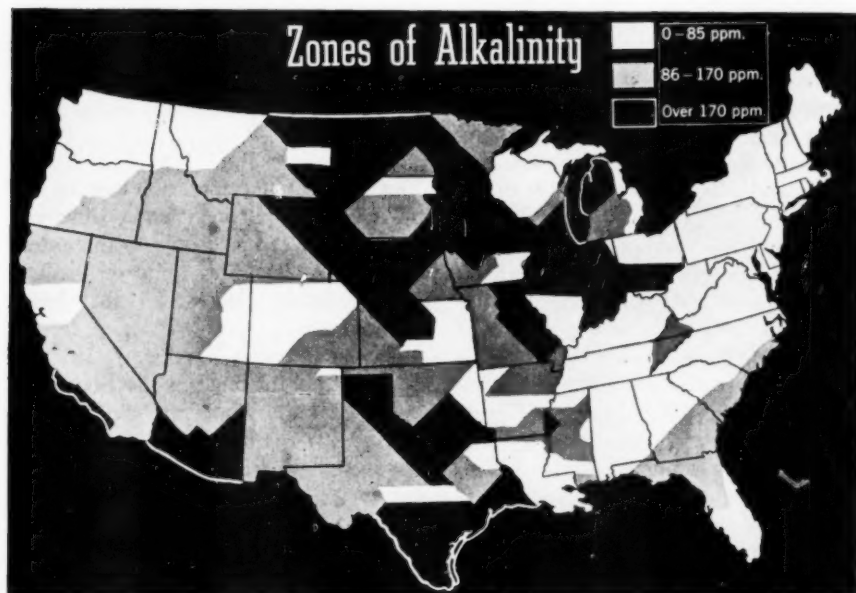 Zones of Alkalinity
0–85 ppm.
86–170 ppm.
Over 170 ppm.